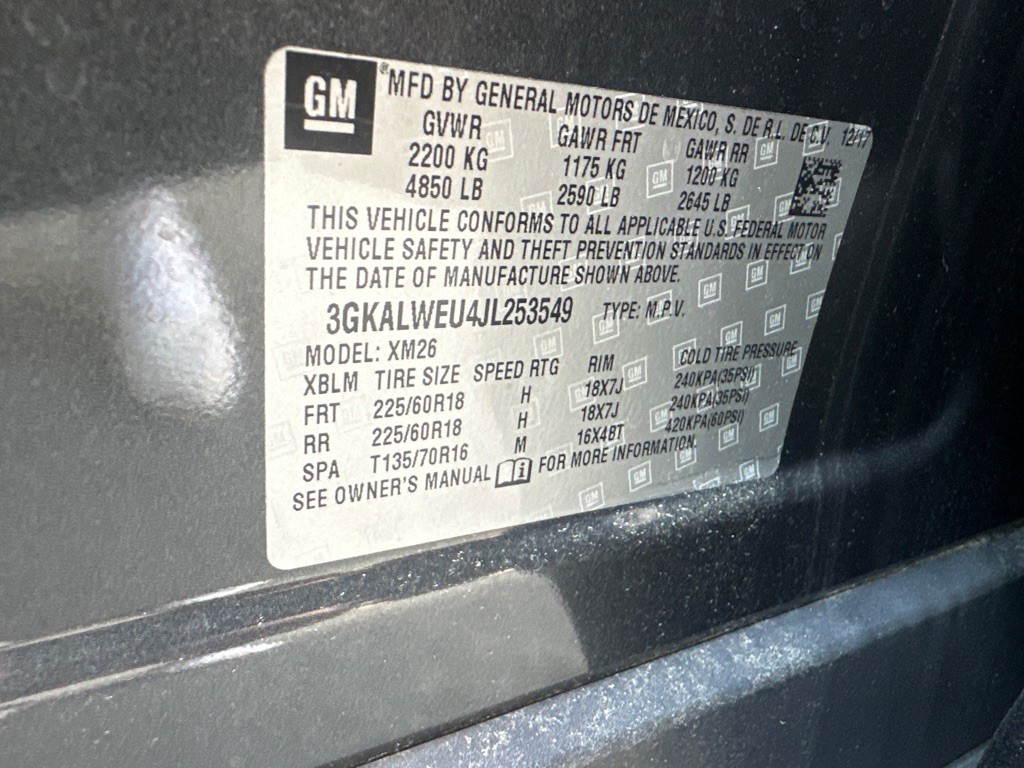 GM ® MFD BY GENERAL MOTORS DE MEXICO, S. DE R.L. DE C.V. 12/17
GVWR GAWR FRT GAWR RR
2200 KG 1175 KG 1200 KG
4850 LB 2590 LB 2645 LB
THIS VEHICLE CONFORMS TO ALL APPLICABLE U.S. FEDERAL MOTOR
VEHICLE SAFETY AND THEFT PREVENTION STANDARDS IN EFFECT ON
THE DATE OF MANUFACTURE SHOWN ABOVE.
3GKALWEU4JL253549 TYPE: M.P.V.
MODEL: XM26
XBLM TIRE SIZE SPEED RTG RIM COLD TIRE PRESSURE
FRT 225/60R18 H 18X7J 240KPA(35PSI)
RR 225/60R18 H 18X7J 240KPA(35PSI)
SPA T135/70R16 M 16X4BT 420KPA(60PSI)
SEE OWNER'S MANUAL FOR MORE INFORMATION.